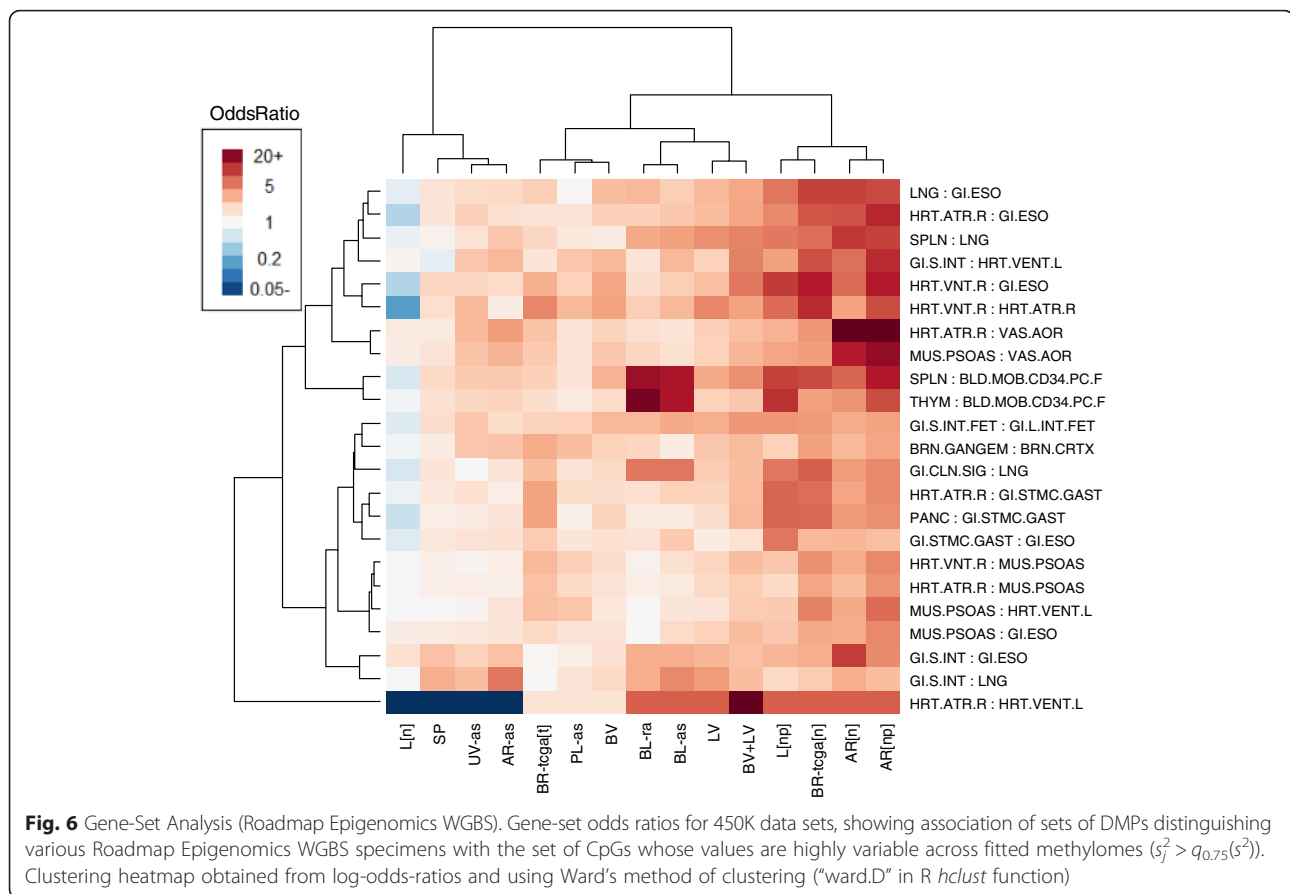 OddsRatio
20+
5
1
0.2
0.05-
LNG : GI.ESO
HRT.ATR.R : GI.ESO
SPLN : LNG
GI.S.INT : HRT.VENT.L
HRT.VNT.R : GI.ESO
HRT.VNT.R : HRT.ATR.R
HRT.ATR.R : VAS.AOR
MUS.PSOAS : VAS.AOR
SPLN : BLD.MOB.CD34.PC.F
THYM : BLD.MOB.CD34.PC.F
GI.S.INT.FET : GI.L.INT.FET
BRN.GANGEM : BRN.CRTX
GI.CLN.SIG : LNG
HRT.ATR.R : GI.STMC.GAST
PANC : GI.STMC.GAST
GI.STMC.GAST : GI.ESO
HRT.VNT.R : MUS.PSOAS
HRT.ATR.R : MUS.PSOAS
MUS.PSOAS : HRT.VENT.L
MUS.PSOAS : GI.ESO
GI.S.INT : GI.ESO
GI.S.INT : LNG
HRT.ATR.R : HRT.VENT.L
L[n]
SP
UV-as
AR-as
BR-tcga[t]
PL-as
BV
BL-ra
BL-as
LV
BV+LV
L[np]
BR-tcga[n]
AR[n]
AR[np]
Fig. 6 Gene-Set Analysis (Roadmap Epigenomics WGBS). Gene-set odds ratios for 450K data sets, showing association of sets of DMPs distinguishing
various Roadmap Epigenomics WGBS specimens with the set of CpGs whose values are highly variable across fitted methylomes (s_j^2 > q_{0.75}(s^2)).
Clustering heatmap obtained from log-odds-ratios and using Ward’s method of clustering (“ward.D” in R hclust function)